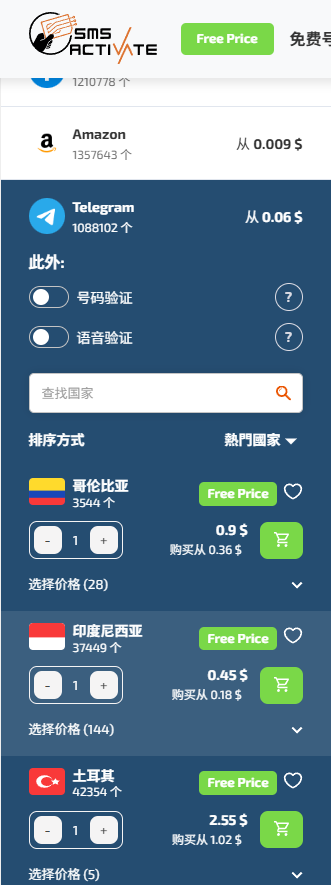 SMS
ACTIVATE
Free Price
免费号
1210778 个
Amazon
1357643 个
从 0.009 $
Telegram
1088102 个
从 0.06 $
此外:
号码验证
?
语音验证
?
查找国家
排序方式
熱門國家
哥伦比亚
3544 个
Free Price
- 1 +
0.9 $
购买从 0.36 $
选择价格 (28)
印度尼西亚
37449 个
Free Price
- 1 +
0.45 $
购买从 0.18 $
选择价格 (144)
土耳其
42354 个
Free Price
- 1 +
2.55 $
购买从 1.02 $
选择价格 (5)